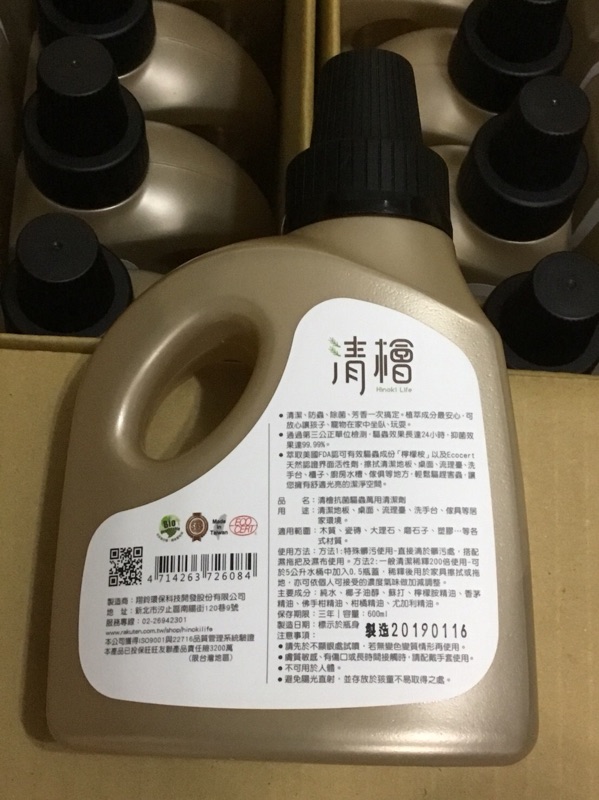 清檜
Hinoki Life
•清潔、防蟲、除菌、芳香一次搞定。植萃成分最安心，可
放心讓孩子、寵物在家中坐臥、玩耍。
•通過第三公正單位檢測，驅蟲效果長達24小時，抑菌效
果達99.99%。
•萃取美國FDA認可有效驅蟲成份「檸檬桉」以及Ecocert
天然認證界面活性劑，擦拭清潔地板、桌面、流理臺、洗
手台、櫃子、廚房水槽、傢俱等地方，輕鬆驅趕害蟲，讓
您擁有舒適光亮的潔淨空間。
品　　名：清檜抗菌驅蟲萬用清潔劑
用　　途：清潔地板、桌面、流理臺、洗手台、傢俱等居
家環境。
適用範圍：木質、瓷磚、大理石、磨石子、塑膠…等各
式材質。
使用方法：方法1：特殊髒污使用，直接清於髒污處，搭配
濕拖把及濕布使用。方法2：一般清潔稀釋200倍使用，可
於5公升水桶中加入0.5瓶蓋，稀釋後用於家具擦拭或拖
地，亦可依個人可接受的濃度氣味做加減調整。
主要成分：純水、椰子油醇、蘇打、檸檬桉精油、香茅
精油、佛手柑精油、柑橘精油、尤加利精油。
保存期限：三年｜容量：600ml
製造日期：標示於瓶身 製造20190116
注意事項：
•請先於不顯眼處試噴，若無變色變質情形再使用。
•膚質敏感、有傷口或長時間接觸時，請配戴手套使用。
•不可用於人體。
•避免陽光直射，並存放於孩童不易取得之處。
BIO
Made in
Taiwan
ECO
CERT
4 714263 726084
製造商：翔鋅環保科技開發股份有限公司
地　址：新北市汐止區南陽街120巷9號
服務專線：02-26942301
www.rakuten.com.tw/shop/hinokilife
本公司獲得ISO9001與22716品質管理系統驗證
本產品已投保旺旺友聯產品責任險3200萬
(限台灣地區)